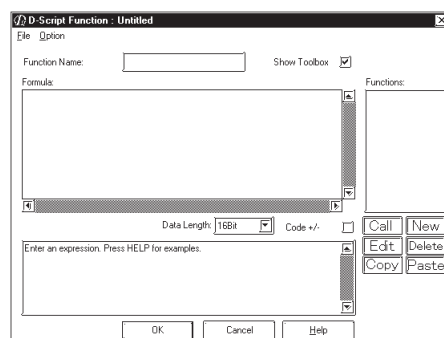 D-Script Function : Untitled
File Option
Function Name:
Show Toolbox
Formula:
Functions:
Data Length: 16Bit
Code +/-
Call New
Edit Delete
Copy Paste
Enter an expression. Press HELP for examples.
OK Cancel Help